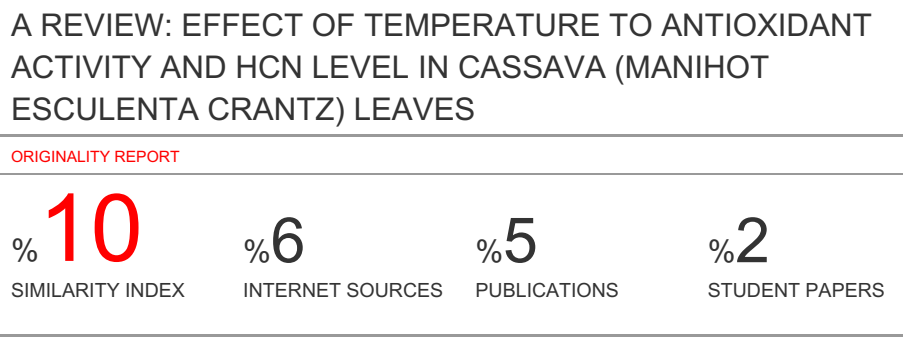 A REVIEW: EFFECT OF TEMPERATURE TO ANTIOXIDANT
ACTIVITY AND HCN LEVEL IN CASSAVA (MANIHOT
ESCULENTA CRANTZ) LEAVES
ORIGINALITY REPORT
%10 %6 %5 %2
SIMILARITY INDEX INTERNET SOURCES PUBLICATIONS STUDENT PAPERS